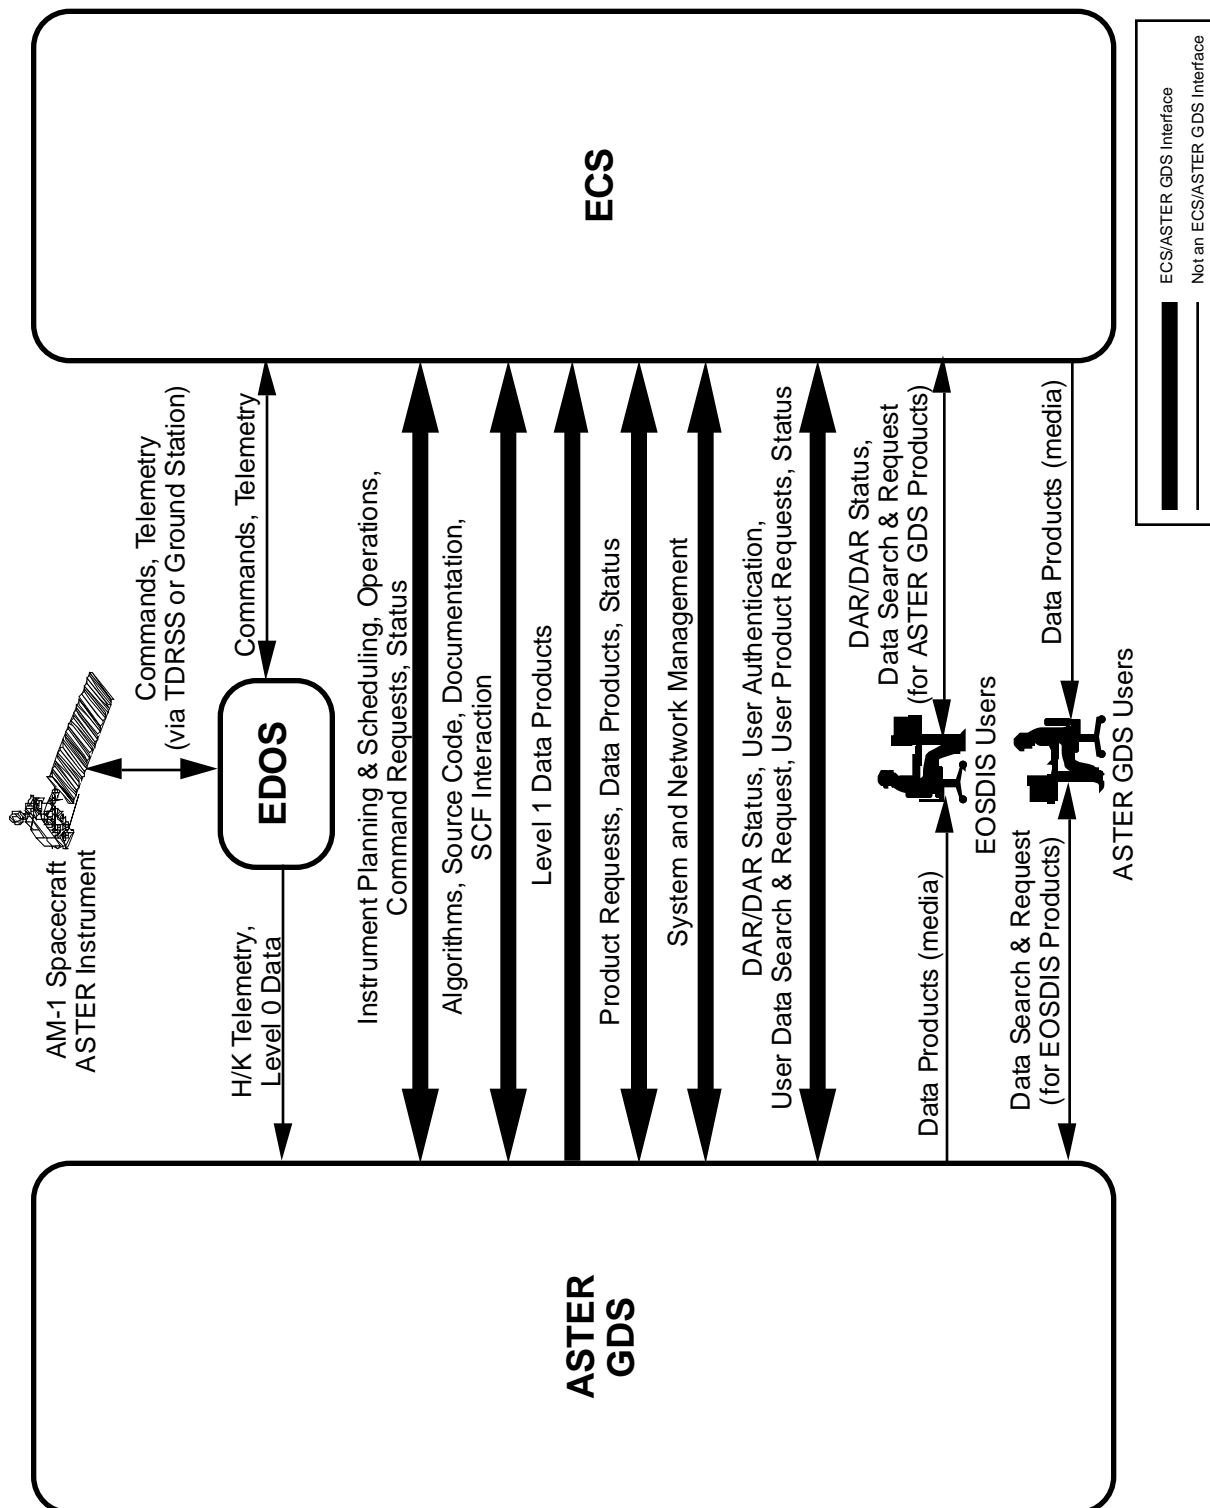 AM-1 Spacecraft
ASTER Instrument
Commands, Telemetry
(via TDRSS or Ground Station)
H/K Telemetry,
Level 0 Data
EDOS
Commands, Telemetry
ASTER
GDS
ECS
Instrument Planning & Scheduling, Operations,
Command Requests, Status
Algorithms, Source Code, Documentation,
SCF Interaction
Level 1 Data Products
Product Requests, Data Products, Status
System and Network Management
DAR/DAR Status, User Authentication,
User Data Search & Request, User Product Requests, Status
DAR/DAR Status,
Data Search & Request
(for ASTER GDS Products)
Data Products (media)
EOSDIS Users
Data Search & Request
(for EOSDIS Products)
Data Products (media)
ASTER GDS Users
ECS/ASTER GDS Interface
Not an ECS/ASTER GDS Interface